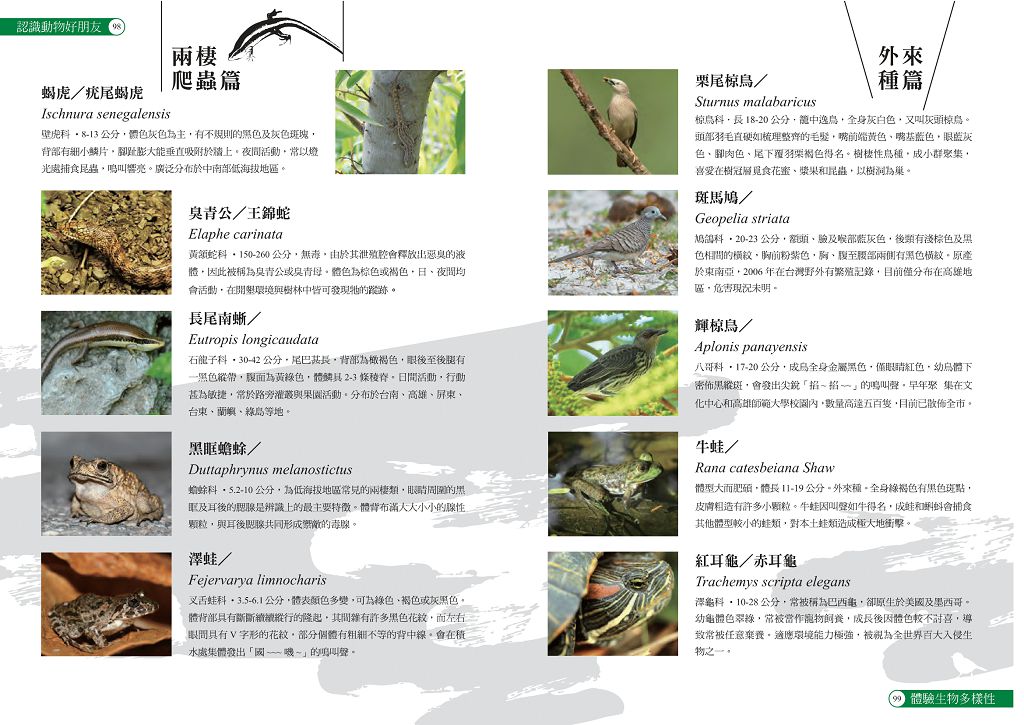 認識動物好朋友 98
兩棲
爬蟲篇
蝎虎／疣尾蝎虎
Ischnura senegalensis
壁虎科・8-13 公分，體色灰色為主，有不規則的黑色及灰色斑塊，
背部有細小鱗片，腳趾膨大能垂直吸附於牆上。夜間活動，常以燈
光處捕食昆蟲，鳴叫響亮。廣泛分布於中南部低海拔地區。
臭青公／王錦蛇
Elaphe carinata
黃頷蛇科・150-260 公分，無毒，由於其泄殖腔會釋放出惡臭的液
體，因此被稱為臭青公或臭青母。體色為棕色或褐色，日、夜間均
會活動，在開墾環境與樹林中皆可發現牠的蹤跡。
長尾南蜥／
Eutropis longicaudata
石龍子科・30-42 公分，尾巴甚長，背部為橄褐色，眼後至後腿有
一黑色縱帶，腹面為黃綠色，體鱗具 2-3 條稜脊。日間活動，行動
甚為敏捷，常於路旁灌叢與果園活動。分布於台南、高雄、屏東、
台東、蘭嶼、綠島等地。
黑眶蟾蜍／
Duttaphrynus melanostictus
蟾蜍科・5.2-10 公分，為低海拔地區常見的兩棲類，眼睛周圍的黑
眶及耳後的腮腺是辨識上的最主要特徵。體背布滿大大小小的腺性
顆粒，與耳後腮腺共同形成禦敵的毒腺。
澤蛙／
Fejervarya limnocharis
叉舌蛙科・3.5-6.1 公分，體表顏色多變，可為綠色、褐色或灰黑色。
體背部具有斷斷續續縱行的隆起，其間雜有許多黑色花紋，而左右
眼間具有 V 字形的花紋，部分個體有粗細不等的背中線。會在積
水處集體發出「國 ~~~ 嘰 ~」的鳴叫聲。
外來
種篇
栗尾椋鳥／
Sturnus malabaricus
椋鳥科，長 18-20 公分，籠中逸鳥，全身灰白色，又叫灰頭椋鳥。
頭部羽毛直硬如梳理整齊的毛髮，嘴前端黃色、嘴基藍色，眼藍灰
色、腳肉色、尾下覆羽栗褐色得名。樹棲性鳥種，成小群聚集，
喜愛在樹冠層覓食花蜜、漿果和昆蟲，以樹洞為巢。
斑馬鳩／
Geopelia striata
鳩鴿科・20-23 公分，額頭、臉及喉部藍灰色，後頸有淺棕色及黑
色相間的橫紋，胸前粉紫色，胸、腹至腰部兩側有黑色橫紋。原產
於東南亞，2006 年在台灣野外有繁殖記錄，目前僅分布在高雄地
區，危害現況未明。
輝椋鳥／
Aplonis panayensis
八哥科・17-20 公分，成鳥全身金屬黑色，僅眼睛紅色，幼鳥體下
密佈黑縱斑，會發出尖銳「招 ~ 招 ~~」的鳴叫聲。早年聚 集在文
化中心和高雄師範大學校園內，數量高達五百隻，目前已散佈全市。
牛蛙／
Rana catesbeiana Shaw
體型大而肥碩，體長 11-19 公分。外來種。全身綠褐色有黑色斑點，
皮膚粗造有許多小顆粒。牛蛙因叫聲如牛得名，成蛙和蝌蚪會捕食
其他體型較小的蛙類，對本土蛙類造成極大地衝擊。
紅耳龜／赤耳龜
Trachemys scripta elegans
澤龜科・10-28 公分，常被稱為巴西龜，卻原生於美國及墨西哥。
幼龜體色翠綠，常被當作寵物飼養，成長後因體色較不討喜，導
致常被任意棄養。適應環境能力極強，被視為全世界百大入侵生
物之一。
99 體驗生物多樣性